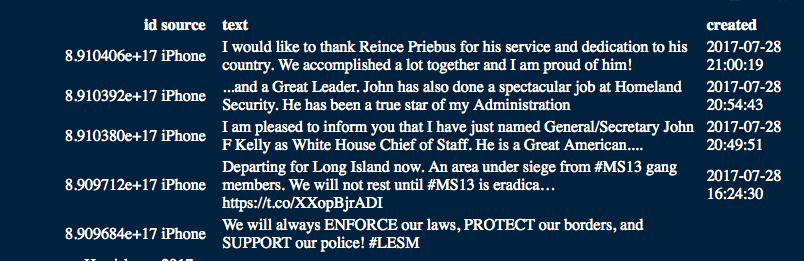 id source text created
8.910406e+17 iPhone I would like to thank Reince Priebus for his service and dedication to his 2017-07-28
country. We accomplished a lot together and I am proud of him! 21:00:19
8.910392e+17 iPhone ...and a Great Leader. John has also done a spectacular job at Homeland 2017-07-28
Security. He has been a true star of my Administration 20:54:43
8.910380e+17 iPhone I am pleased to inform you that I have just named General/Secretary John 2017-07-28
F Kelly as White House Chief of Staff. He is a Great American.... 20:49:51
Departing for Long Island now. An area under siege from #MS13 gang
8.909712e+17 iPhone members. We will not rest until #MS13 is eradica… 2017-07-28
https://t.co/XXopBjrADI 16:24:30
8.909684e+17 iPhone We will always ENFORCE our laws, PROTECT our borders, and
SUPPORT our police! #LESM